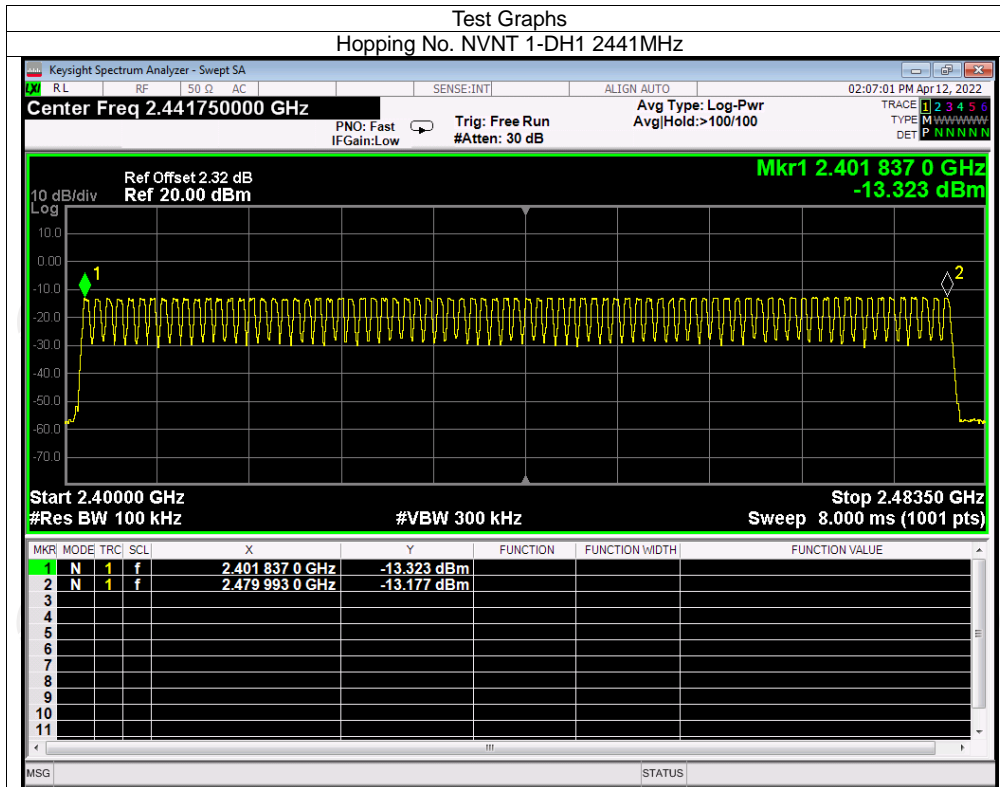 Test Graphs
Hopping No. NVNT 1-DH1 2441MHz
Keysight Spectrum Analyzer - Swept SA
LXI RL RF 50 Ω AC SENSE:INT ALIGN AUTO 02:07:01 PM Apr 12, 2022
Center Freq 2.441750000 GHz Avg Type: Log-Pwr TRACE 1 2 3 4 5 6
PNO: Fast Trig: Free Run Avg|Hold:>100/100 TYPE M WWWWW
IFGain:Low #Atten: 30 dB DET P N N N N N
Ref Offset 2.32 dB Mkr1 2.401 837 0 GHz
10 dB/div Ref 20.00 dBm -13.323 dBm
Log
10.0
0.00
-10.0
-20.0
-30.0
-40.0
-50.0
-60.0
-70.0
1
2
Start 2.40000 GHz Stop 2.48350 GHz
#Res BW 100 kHz #VBW 300 kHz Sweep 8.000 ms (1001 pts)
MKR MODE TRC SCL X Y FUNCTION FUNCTION WIDTH FUNCTION VALUE
1 N 1 f 2.401 837 0 GHz -13.323 dBm
2 N 1 f 2.479 993 0 GHz -13.177 dBm
3
4
5
6
7
8
9
10
11
MSG STATUS